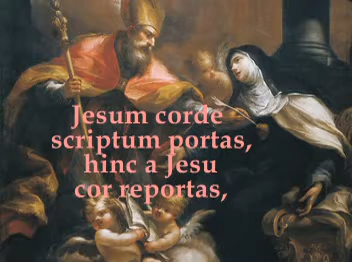 Jesum corde
scriptum portas,
hinc a Jesu
cor reportas,